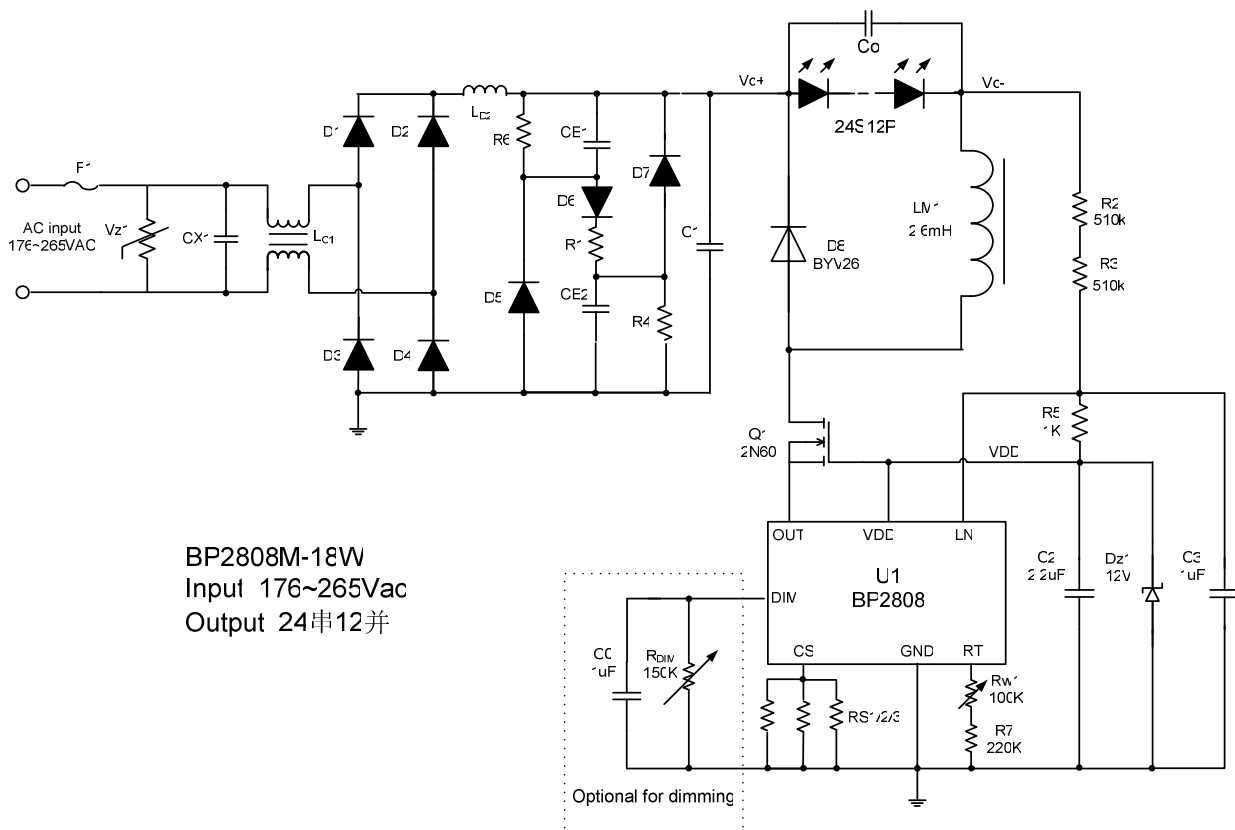 Co
Vo+
Vo-
24S12P
LD2
D1
D2
R6
CE1
D7
F1
D6
LM1
2.6mH
R2
510k
AC input
176~265VAC
Vz1
CX1
LC1
R1
C1
D8
BYV26
R3
510k
D5
CE2
R4
D3
D4
R5
1K
Q1
2N60
VDD
OUT
VDD
LN
BP2808M-18W
Input 176~265Vac
Output 24串12并
U1
BP2808
DIM
C2
2.2uF
Dz1
12V
C3
1uF
CS
GND
RT
C0
1uF
RDIM
150K
RS1/2/3
Rw1
100K
R7
220K
Optional for dimming